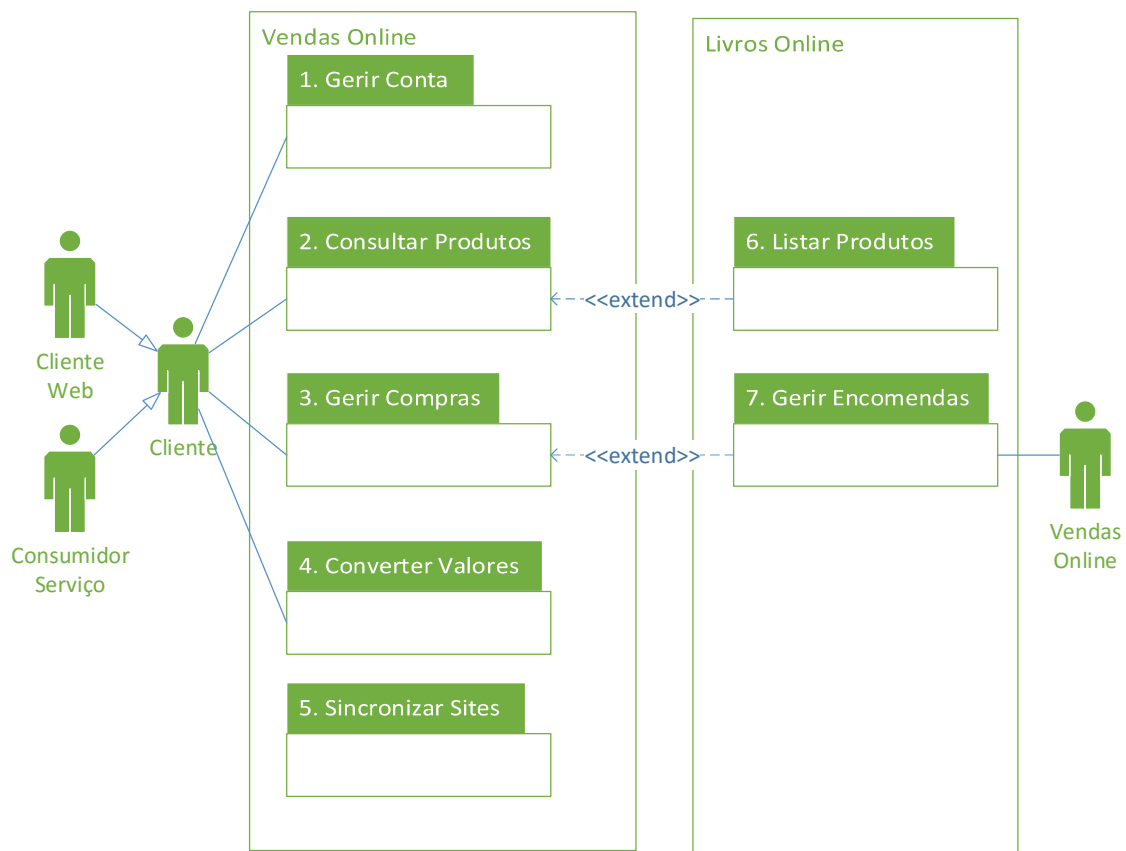 Vendas Online
1. Gerir Conta
2. Consultar Produtos
3. Gerir Compras
4. Converter Valores
5. Sincronizar Sites
Cliente
Web
Cliente
Consumidor
Serviço
<<extend>>
<<extend>>
Livros Online
6. Listar Produtos
7. Gerir Encomendas
Vendas
Online